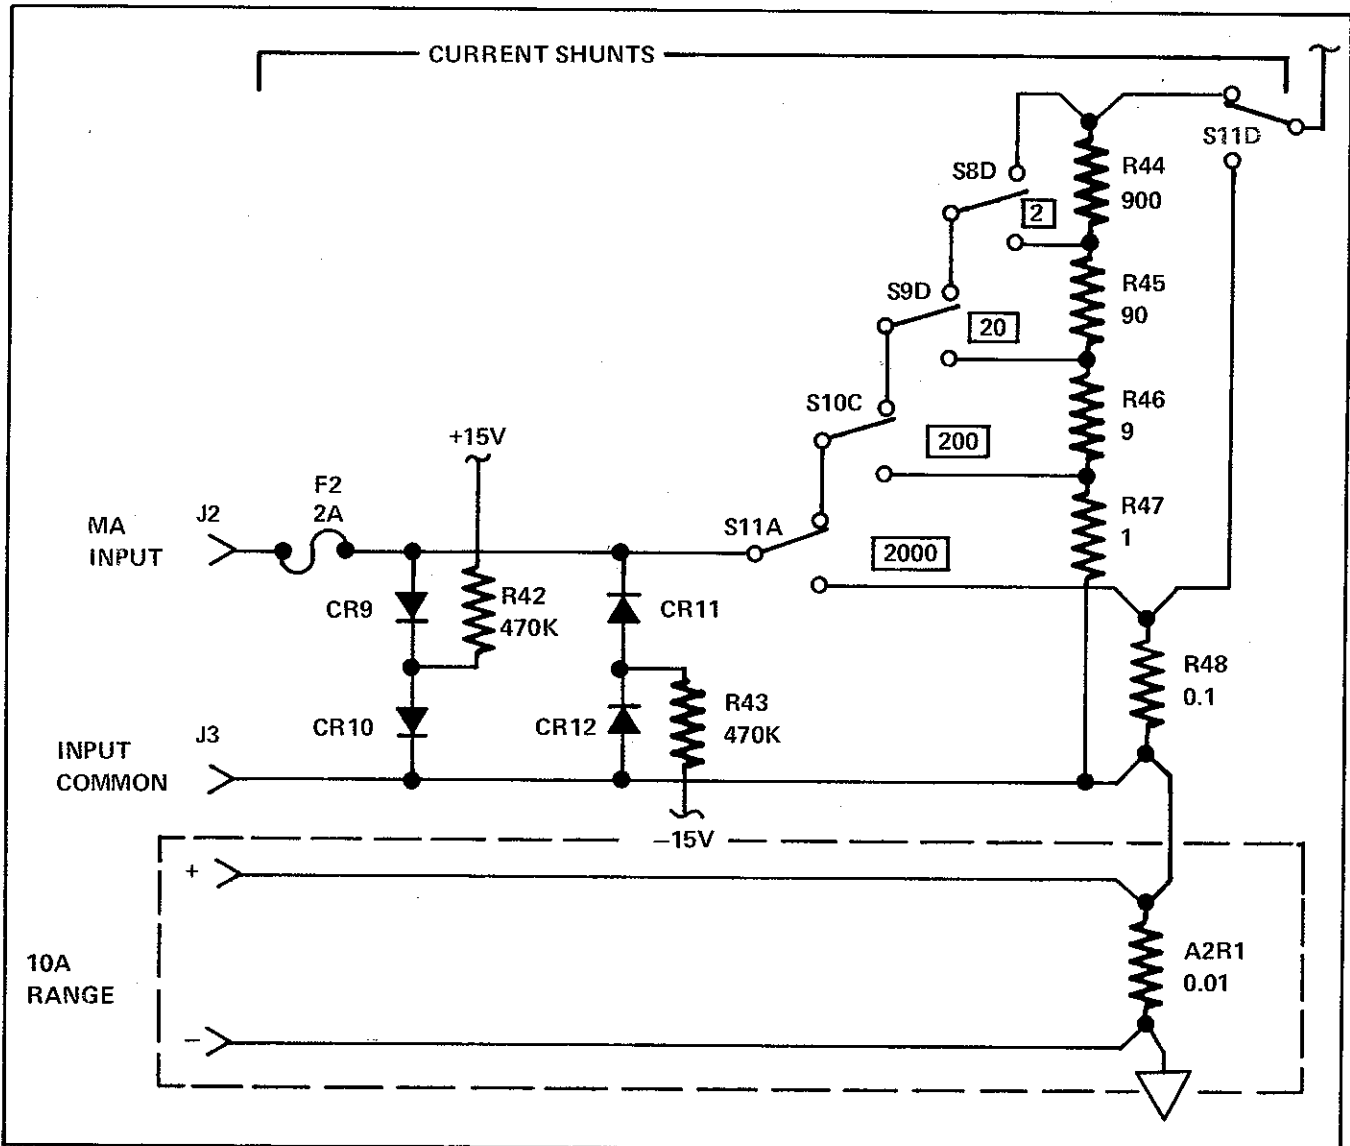 CURRENT SHUNTS
S11D
R44
900
S8D
2
R45
90
S9D
20
R46
9
S10C
200
+15V
R47
1
F2
2A
J2
MA
INPUT
S11A
2000
CR9
R42
470K
CR11
R48
0.1
CR10
CR12
R43
470K
J3
INPUT
COMMON
–15V
+
10A
RANGE
A2R1
0.01
–